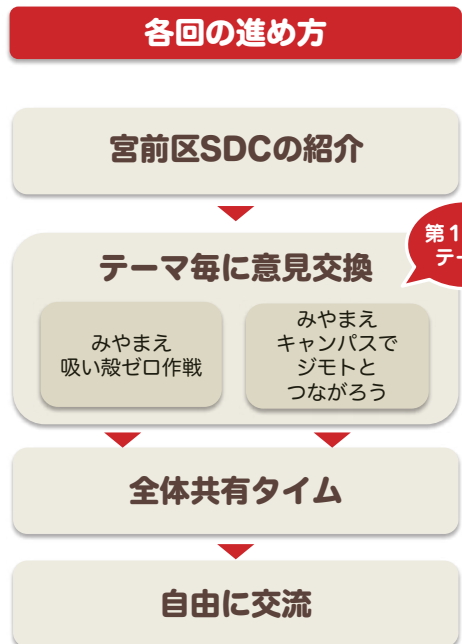 各回の進め方
宮前区SDCの紹介
第1
テー
テーマ毎に意見交換
みやまえ
吸い殻ゼロ作戦
みやまえ
キャンパスで
ジモトと
つながろう
全体共有タイム
自由に交流